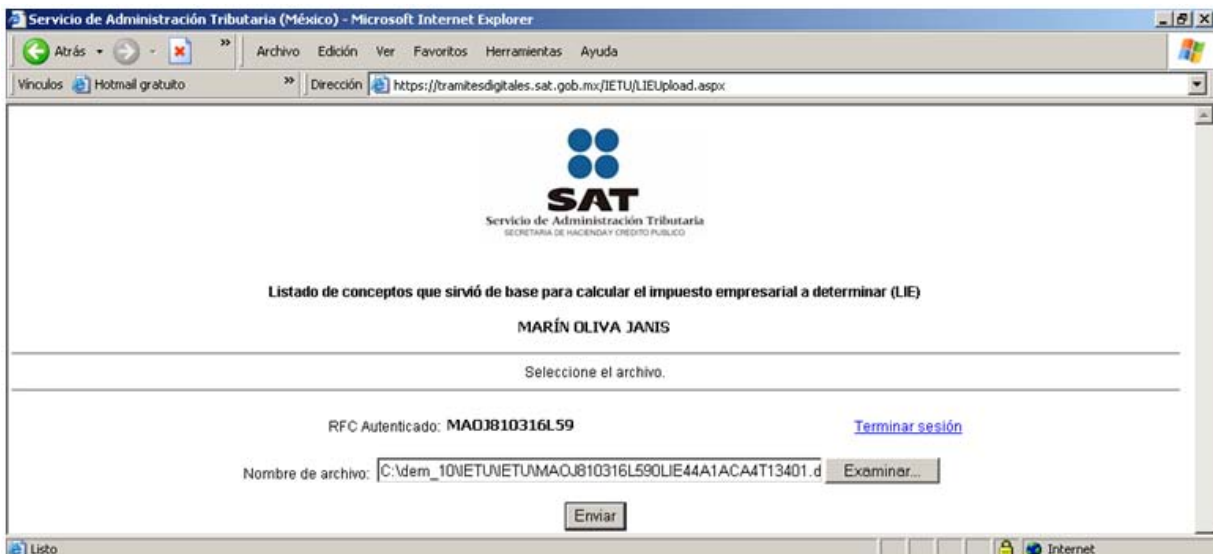 Servicio de Administración Tributaria (México) - Microsoft Internet Explorer
Atrás » Archivo Edición Ver Favoritos Herramientas Ayuda
Vínculos Hotmail gratuito » Dirección https://tramitesdigitales.sat.gob.mx/IETU/LIEUpload.aspx
SAT
Servicio de Administración Tributaria
SECRETARIA DE HACIENDA Y CREDITO PUBLICO
Listado de conceptos que sirvió de base para calcular el impuesto empresarial a determinar (LIE)
MARÍN OLIVA JANIS
Seleccione el archivo.
RFC Autenticado: MAOJ810316L59 Terminar sesión
Nombre de archivo: C:\dem_10\IETU\IETU\MAOJ810316L590LIE44A1ACA4T13401.d Examinar...
Enviar
Listo Internet